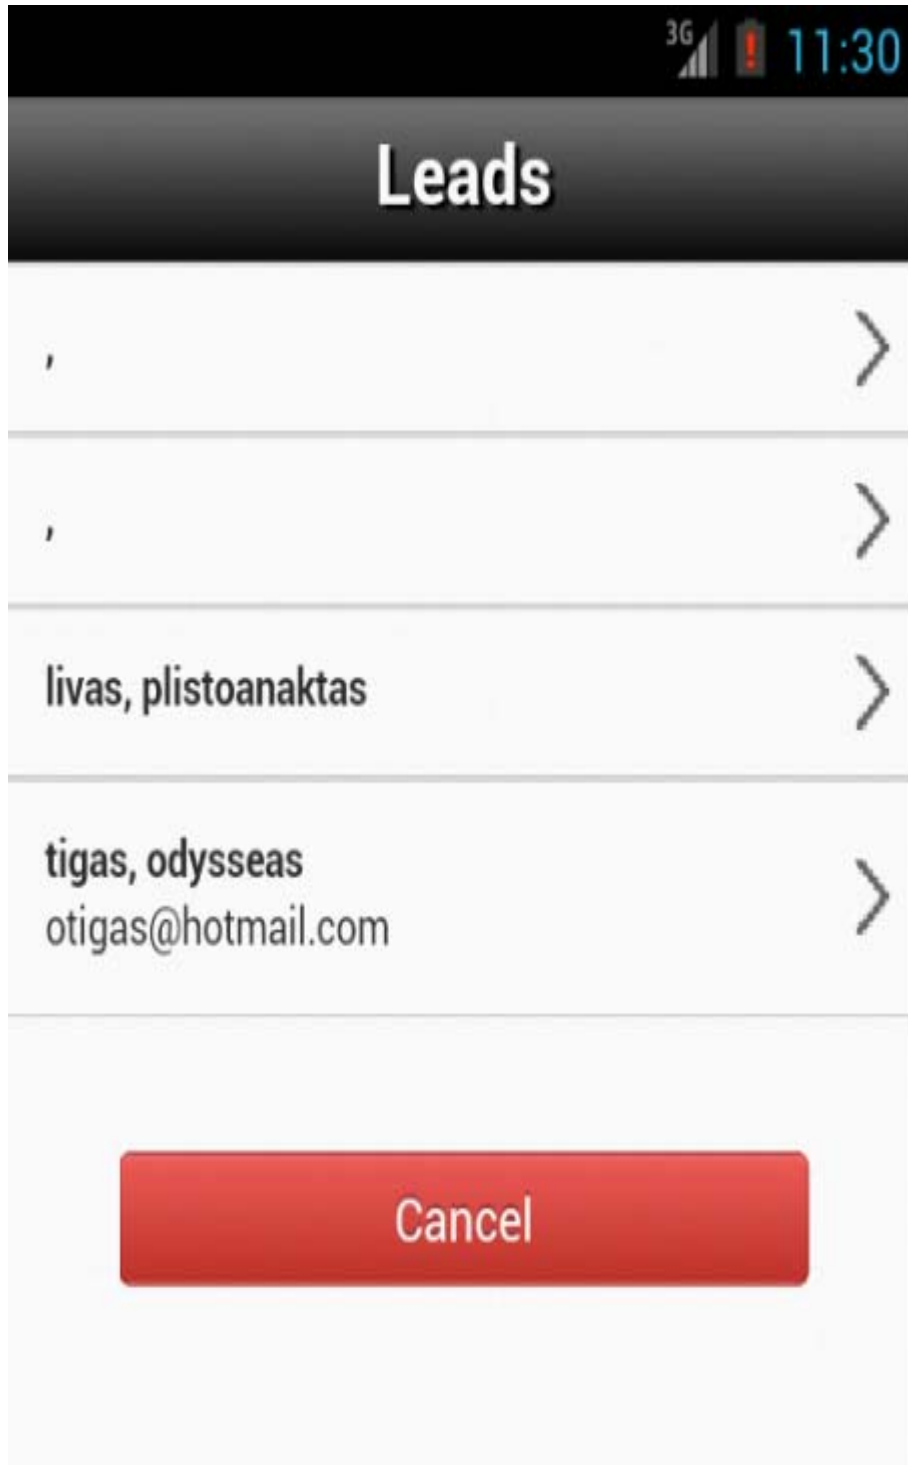 3G 11:30
Leads
,
,
livas, plistoanaktas
tigas, odysseas
otigas@hotmail.com
Cancel